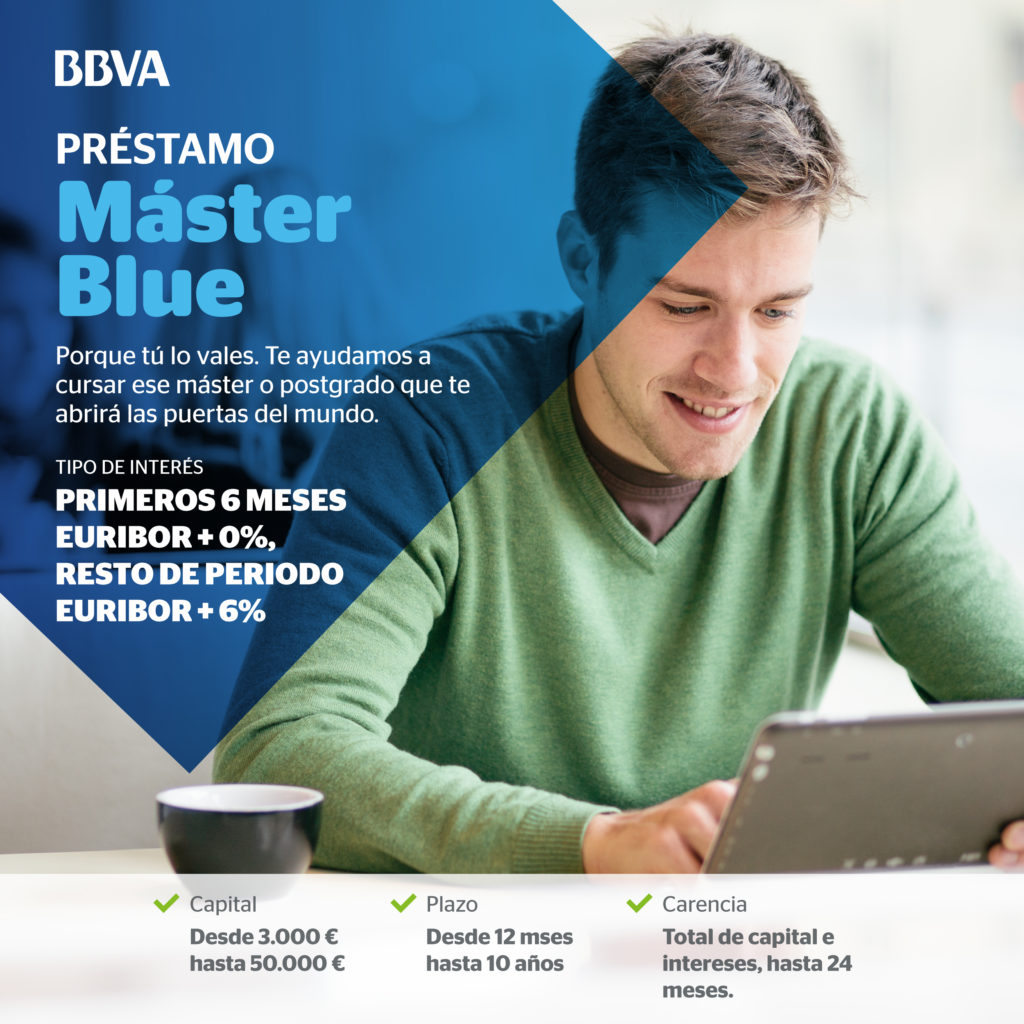 BBVA
PRÉSTAMO
Máster
Blue
Porque tú lo vales. Te ayudamos a
cursar ese máster o postgrado que te
abrirá las puertas del mundo.
TIPO DE INTERÉS
PRIMEROS 6 MESES
EURIBOR + 0%,
RESTO DE PERIODO
EURIBOR + 6%
Capital
Desde 3.000 €
hasta 50.000 €
Plazo
Desde 12 mses
hasta 10 años
Carencia
Total de capital e
intereses, hasta 24
meses.